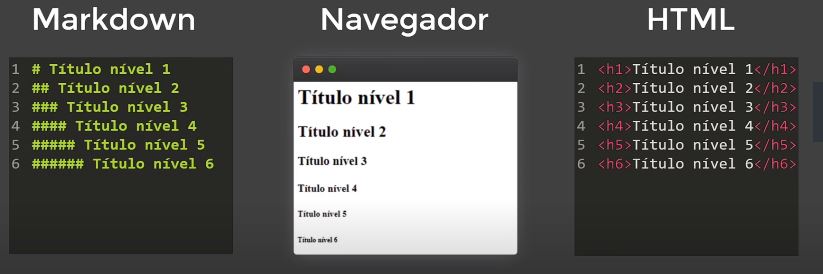 Markdown
1 # Título nível 1
2 ## Título nível 2
3 ### Título nível 3
4 #### Título nível 4
5 ##### Título nível 5
6 ###### Título nível 6
Navegador
Título nível 1
Título nível 2
Título nível 3
Título nível 4
Título nível 5
Título nível 6
HTML
1 <h1>Título nível 1</h1>
2 <h2>Título nível 2</h2>
3 <h3>Título nível 3</h3>
4 <h4>Título nível 4</h4>
5 <h5>Título nível 5</h5>
6 <h6>Título nível 6</h6>